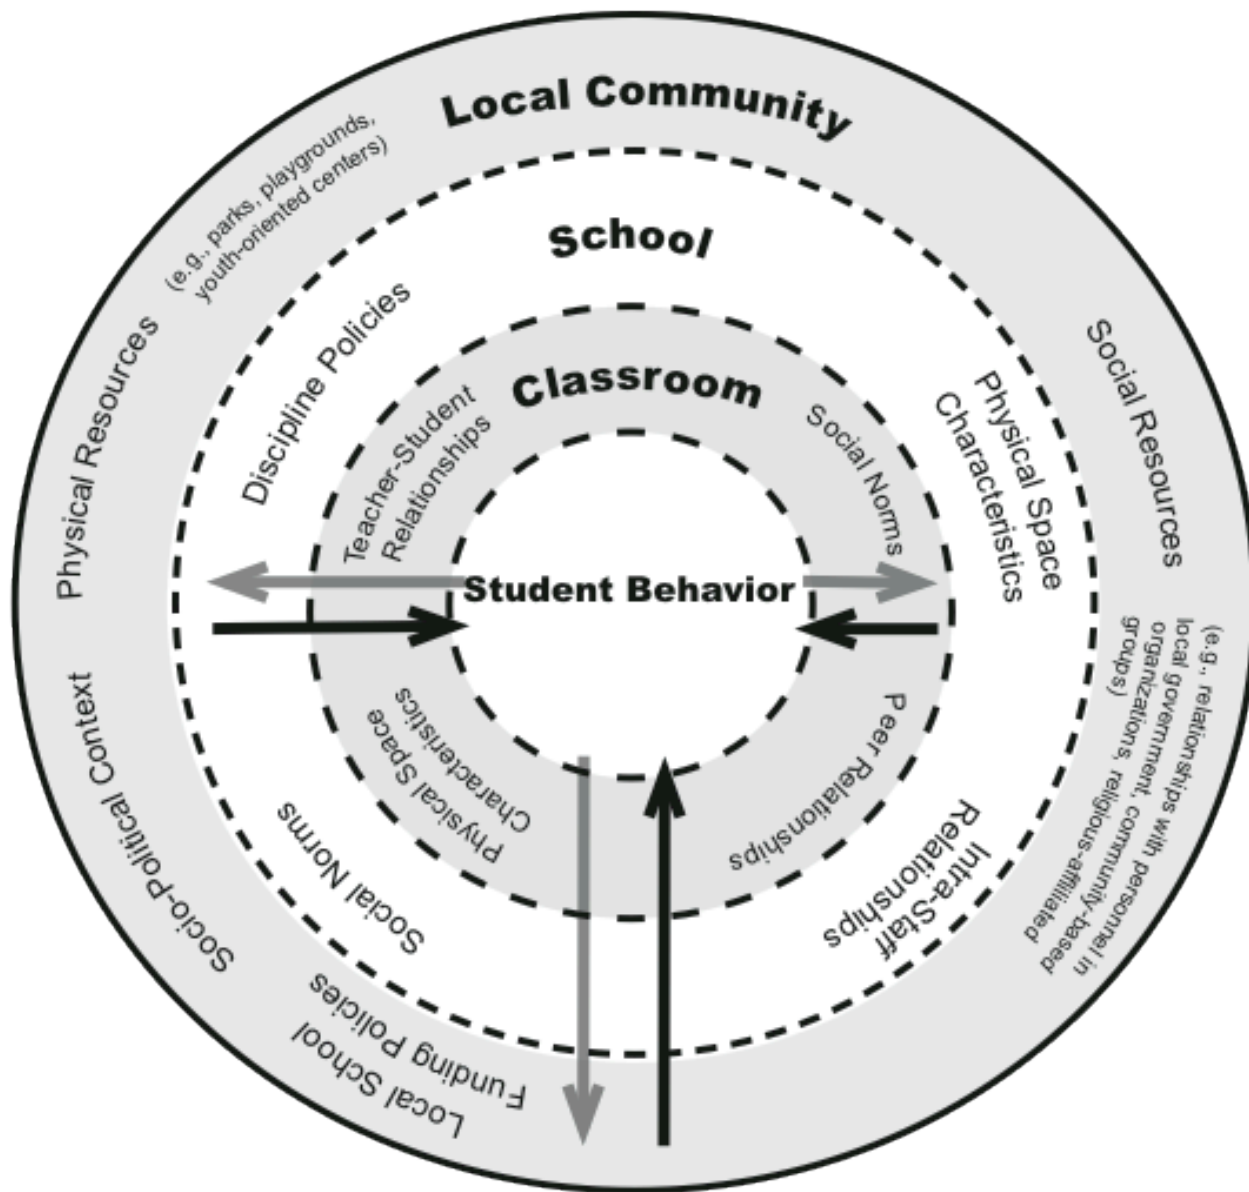 Local Community
(e.g., parks, playgrounds,
youth-oriented centers)
Physical Resources
Social Resources
(e.g., relationships with personnel in
local government, community-based
organizations, religious-affiliated
groups)
Socio-Political Context
Local School
Funding Policies
School
Discipline Policies
Physical Space
Characteristics
Social Norms
Intra-Staff
Relationships
Classroom
Teacher-Student
Relationships
Social Norms
Physical Space
Characteristics
Peer Relationships
Student Behavior